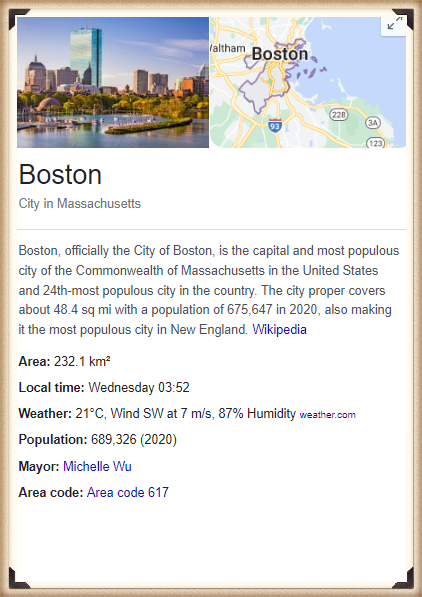 /altham
Boston
228
93
3A
123
Boston
City in Massachusetts
Boston, officially the City of Boston, is the capital and most populous
city of the Commonwealth of Massachusetts in the United States
and 24th-most populous city in the country. The city proper covers
about 48.4 sq mi with a population of 675,647 in 2020, also making
it the most populous city in New England. Wikipedia
Area: 232.1 km²
Local time: Wednesday 03:52
Weather: 21°C, Wind SW at 7 m/s, 87% Humidity weather.com
Population: 689,326 (2020)
Mayor: Michelle Wu
Area code: Area code 617